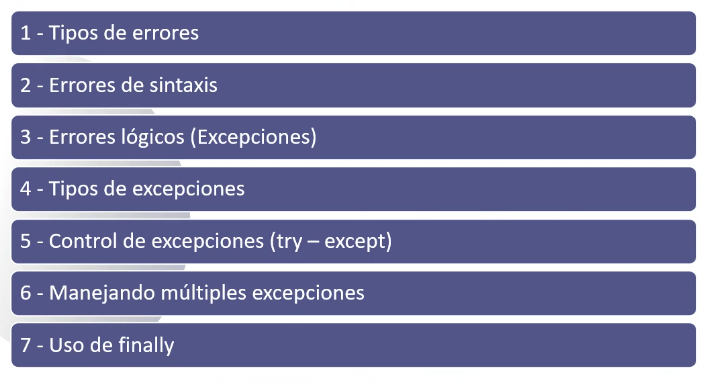 1 - Tipos de errores
2 - Errores de sintaxis
3 - Errores lógicos (Excepciones)
4 - Tipos de excepciones
5 - Control de excepciones (try – except)
6 - Manejando múltiples excepciones
7 - Uso de finally